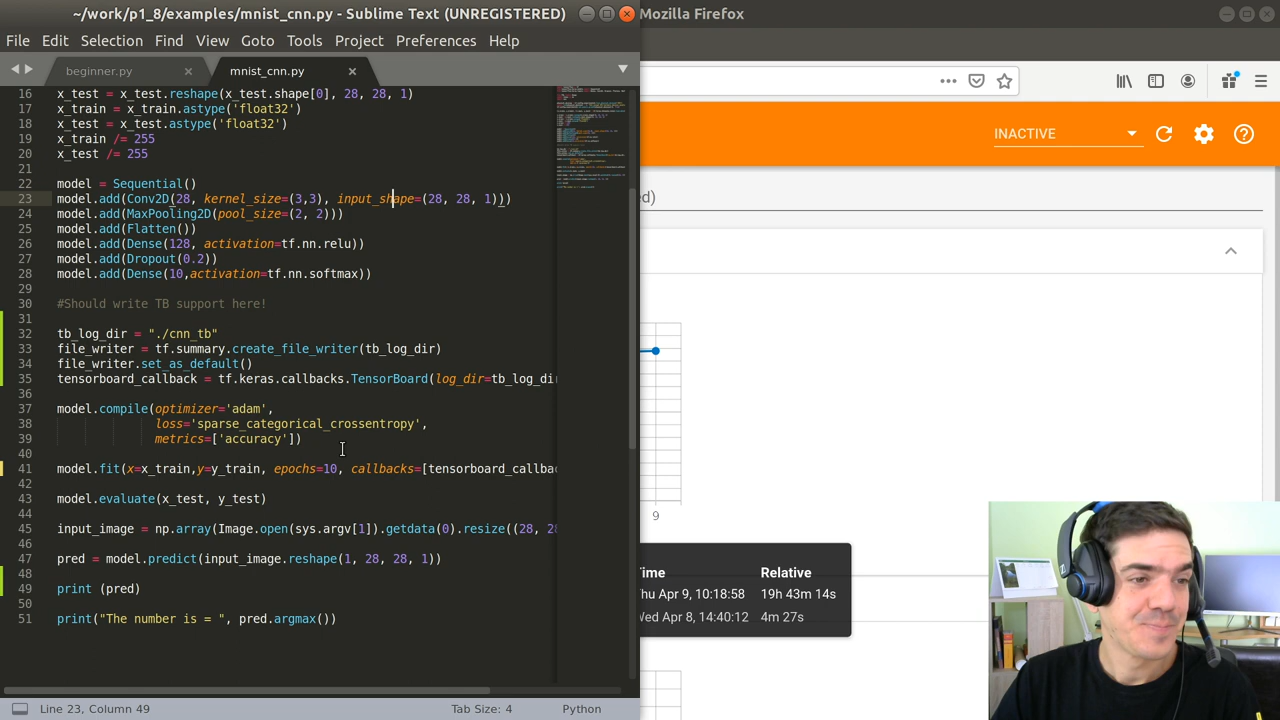 ~/work/p1_8/examples/mnist_cnn.py - Sublime Text (UNREGISTERED)
Mozilla Firefox
File Edit Selection Find View Goto Tools Project Preferences Help
beginner.py
mnist_cnn.py
INACTIVE
16 x_test = x_test.reshape(x_test.shape[0], 28, 28, 1)
17 x_train = x_train.astype('float32')
18 x_test = x_test.astype('float32')
19 x_train /= 255
20 x_test /= 255
21
22 model = Sequential()
23 model.add(Conv2D(28, kernel_size=(3,3), input_shape=(28, 28, 1)))
24 model.add(MaxPooling2D(pool_size=(2, 2)))
25 model.add(Flatten())
26 model.add(Dense(128, activation=tf.nn.relu))
27 model.add(Dropout(0.2))
28 model.add(Dense(10,activation=tf.nn.softmax))
29
30 #Should write TB support here!
31
32 tb_log_dir = "./cnn_tb"
33 file_writer = tf.summary.create_file_writer(tb_log_dir)
34 file_writer.set_as_default()
35 tensorboard_callback = tf.keras.callbacks.TensorBoard(log_dir=tb_log_dir
36
37 model.compile(optimizer='adam',
38 loss='sparse_categorical_crossentropy',
39 metrics=['accuracy'])
40
41 model.fit(x=x_train,y=y_train, epochs=10, callbacks=[tensorboard_callbac
42
43 model.evaluate(x_test, y_test)
44
45 input_image = np.array(Image.open(sys.argv[1]).getdata(0).resize((28, 28
46
47 pred = model.predict(input_image.reshape(1, 28, 28, 1))
48
49 print (pred)
50
51 print("The number is = ", pred.argmax())
ed)
9
Time Relative
Thu Apr 9, 10:18:58 19h 43m 14s
Wed Apr 8, 14:40:12 4m 27s
Line 23, Column 49
Tab Size: 4
Python